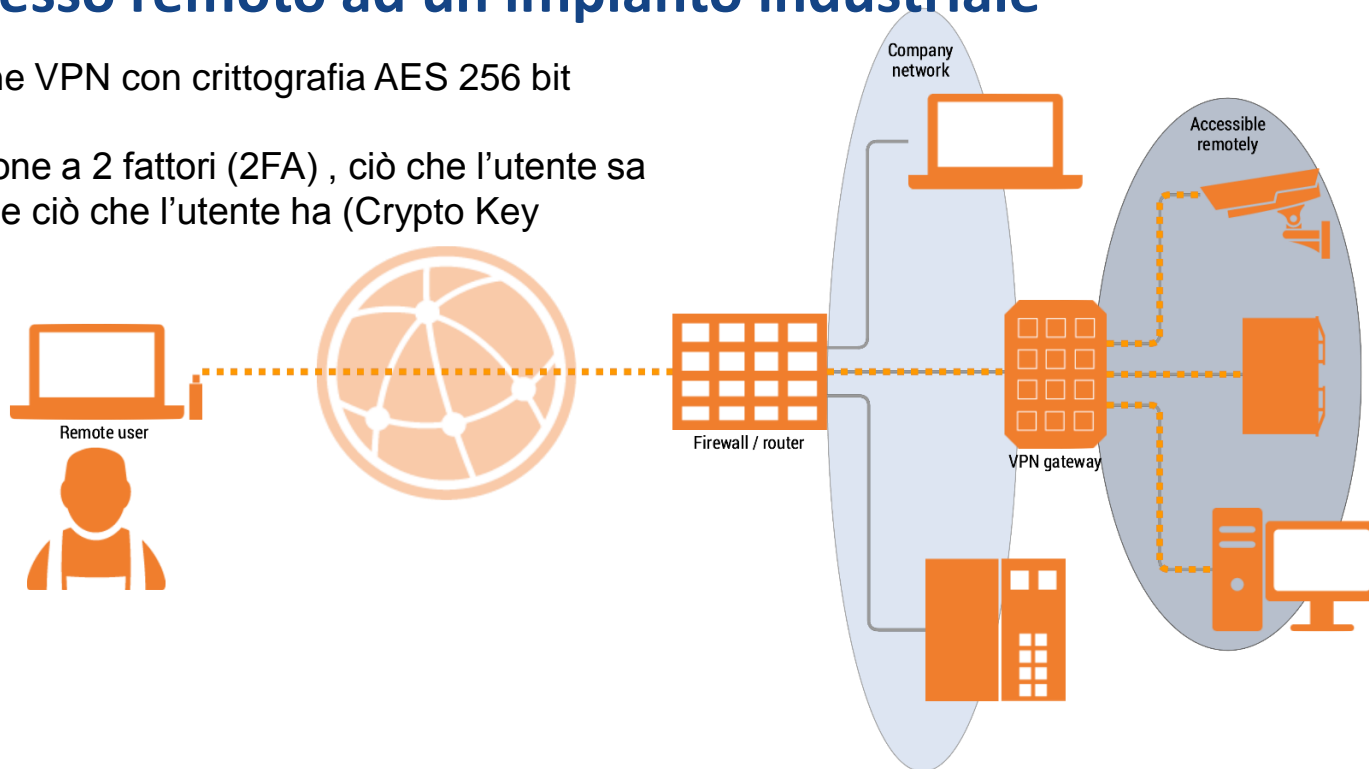 esso remoto ad un impianto industriale
ne VPN con crittografia AES 256 bit
one a 2 fattori (2FA) , ciò che l’utente sa
e ciò che l’utente ha (Crypto Key
Company
network
Accessible
remotely
Remote user
Firewall / router
VPN gateway